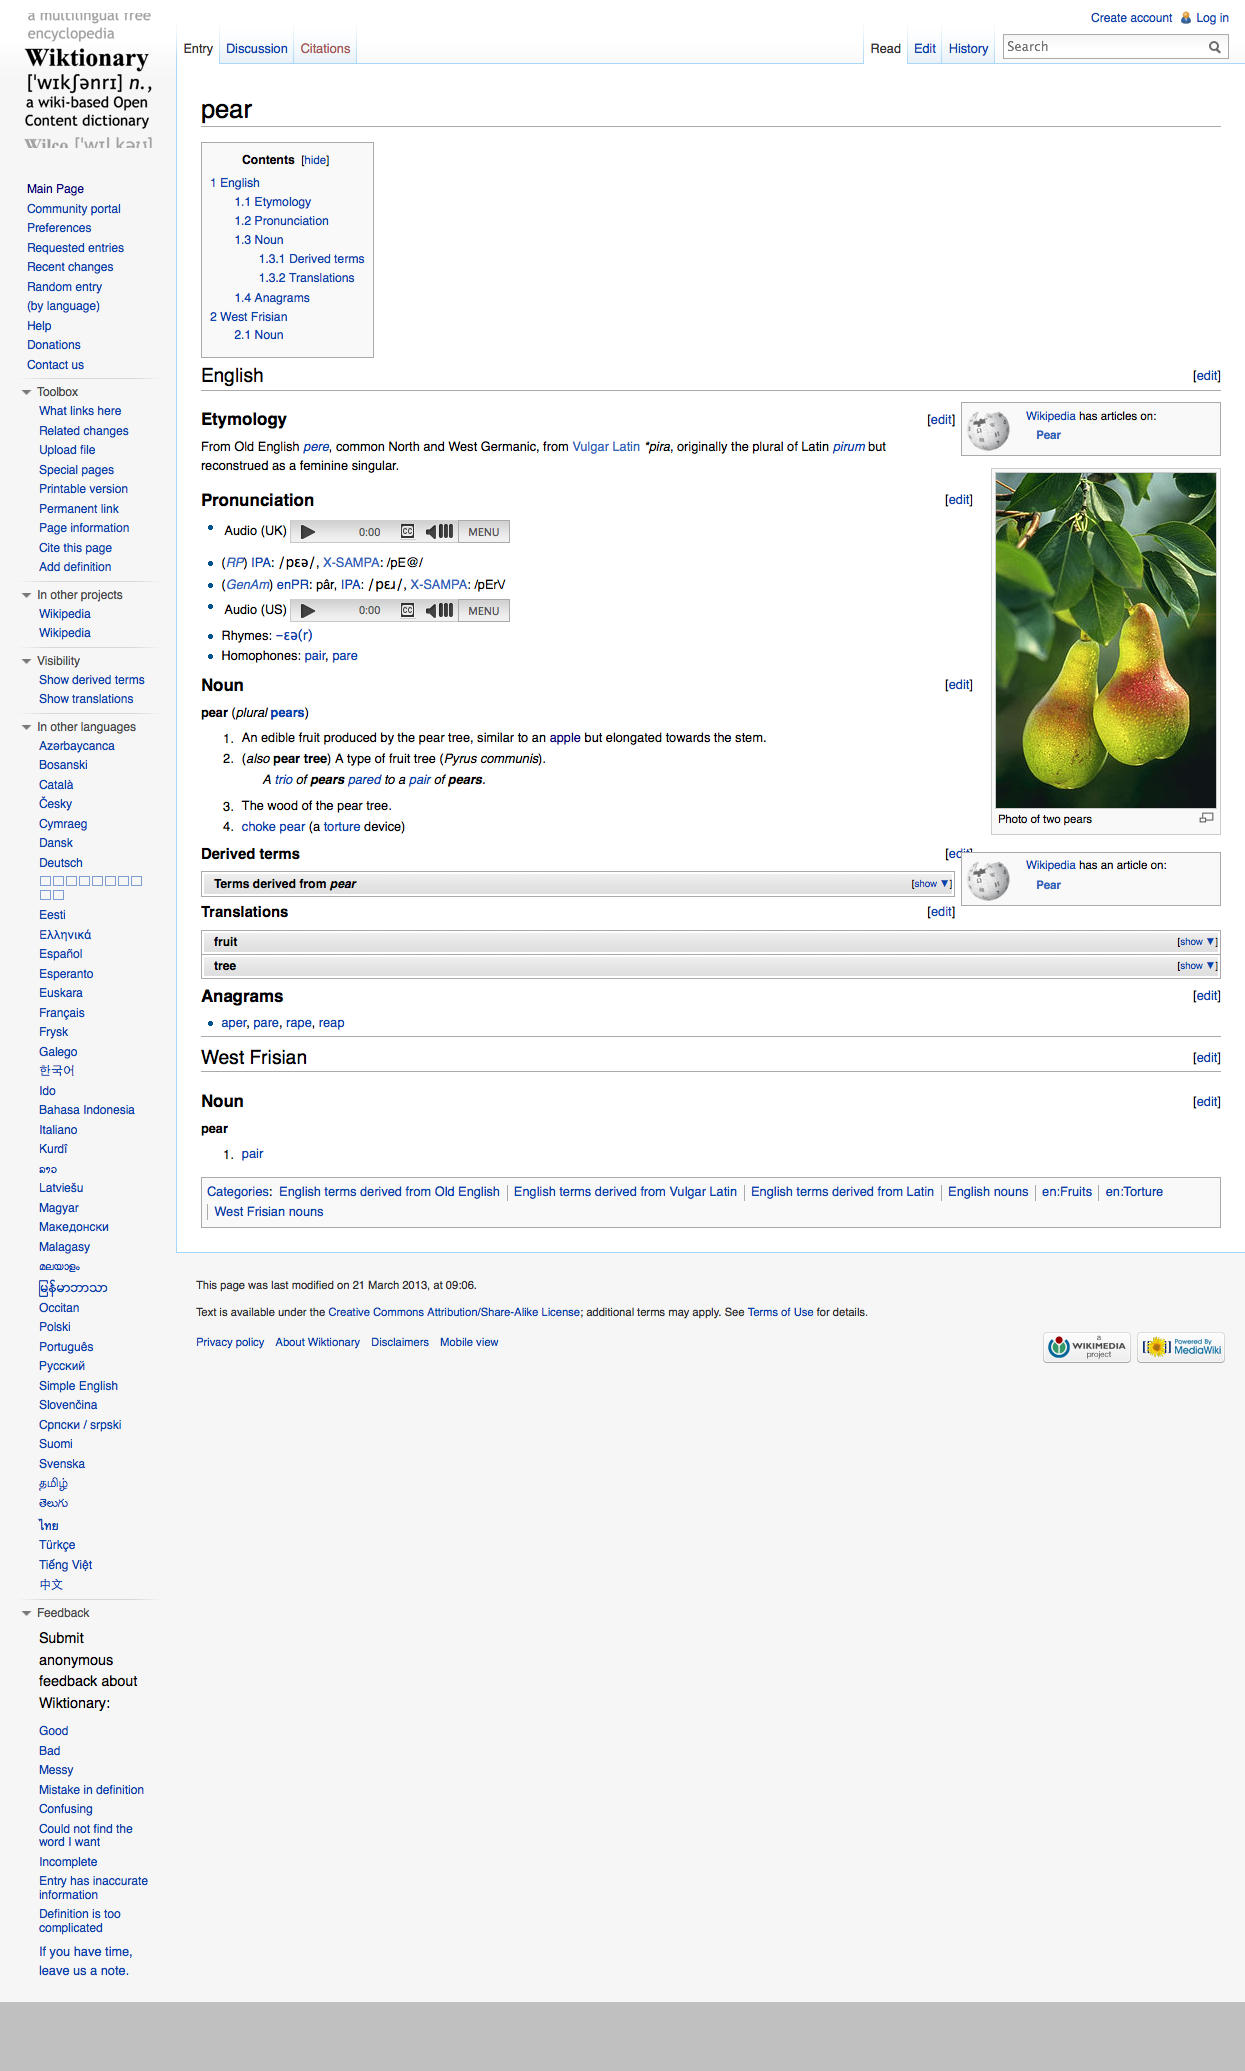 a multilingual free
encyclopedia
Wiktionary
['wɪkʃənrɪ] n.,
a wiki-based Open
Content dictionary
Wilco ['wɪl kəʊ]
Create account Log in
Entry Discussion Citations Read Edit History Search
Main Page
Community portal
Preferences
Requested entries
Recent changes
Random entry
(by language)
Help
Donations
Contact us
Toolbox
What links here
Related changes
Upload file
Special pages
Printable version
Permanent link
Page information
Cite this page
Add definition
In other projects
Wikipedia
Wikipedia
Visibility
Show derived terms
Show translations
In other languages
Azərbaycanca
Bosanski
Català
Česky
Cymraeg
Dansk
Deutsch
Eesti
Ελληνικά
Español
Esperanto
Euskara
Français
Frysk
Galego
한국어
Ido
Bahasa Indonesia
Italiano
Kurdî
ລາວ
Latviešu
Magyar
Македонски
Malagasy
മലയാളം
မြန်မာဘာသာ
Occitan
Polski
Português
Русский
Simple English
Slovenčina
Српски / srpski
Suomi
Svenska
தமிழ்
తెలుగు
ไทย
Türkçe
Tiếng Việt
中文
Feedback
Submit
anonymous
feedback about
Wiktionary:
Good
Bad
Messy
Mistake in definition
Confusing
Could not find the
word I want
Incomplete
Entry has inaccurate
information
Definition is too
complicated
If you have time,
leave us a note.
pear
Contents [hide]
1 English
1.1 Etymology
1.2 Pronunciation
1.3 Noun
1.3.1 Derived terms
1.3.2 Translations
1.4 Anagrams
2 West Frisian
2.1 Noun
English [edit]
Etymology [edit]
Wikipedia has articles on:
Pear
From Old English pere, common North and West Germanic, from Vulgar Latin *pira, originally the plural of Latin pirum but
reconstrued as a feminine singular.
Pronunciation [edit]
Audio (UK) 0:00 CC MENU
(RP) IPA: /pɛə/, X-SAMPA: /pE@/
(GenAm) enPR: pâr, IPA: /pɛɹ/, X-SAMPA: /pEr\/
Audio (US) 0:00 CC MENU
Rhymes: -ɛə(r)
Homophones: pair, pare
Noun [edit]
pear (plural pears)
1. An edible fruit produced by the pear tree, similar to an apple but elongated towards the stem.
2. (also pear tree) A type of fruit tree (Pyrus communis).
A trio of pears pared to a pair of pears.
3. The wood of the pear tree.
4. choke pear (a torture device)
Photo of two pears
Derived terms [edit]
Wikipedia has an article on:
Pear
Terms derived from pear [show ▼]
Translations [edit]
fruit [show ▼]
tree [show ▼]
Anagrams [edit]
aper, pare, rape, reap
West Frisian [edit]
Noun [edit]
pear
1. pair
Categories: English terms derived from Old English | English terms derived from Vulgar Latin | English terms derived from Latin | English nouns | en:Fruits | en:Torture
| West Frisian nouns
This page was last modified on 21 March 2013, at 09:06.
Text is available under the Creative Commons Attribution/Share-Alike License; additional terms may apply. See Terms of Use for details.
Privacy policy About Wiktionary Disclaimers Mobile view
a
WIKIMEDIA
project
Powered By
MediaWiki